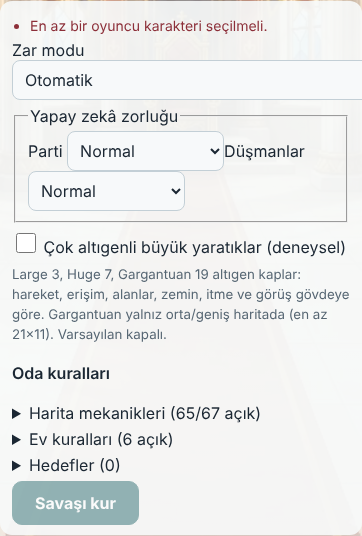 En az bir oyuncu karakteri seçilmeli.
Zar modu
Otomatik
Yapay zekâ zorluğu
Parti Normal Düşmanlar
Normal
Çok altıgenli büyük yaratıklar (deneysel)
Large 3, Huge 7, Gargantuan 19 altıgen kaplar:
hareket, erişim, alanlar, zemin, itme ve görüş gövdeye
göre. Gargantuan yalnız orta/geniş haritada (en az
21×11). Varsayılan kapalı.
Oda kuralları
Harita mekanikleri (65/67 açık)
Ev kuralları (6 açık)
Hedefler (0)
Savaşı kur